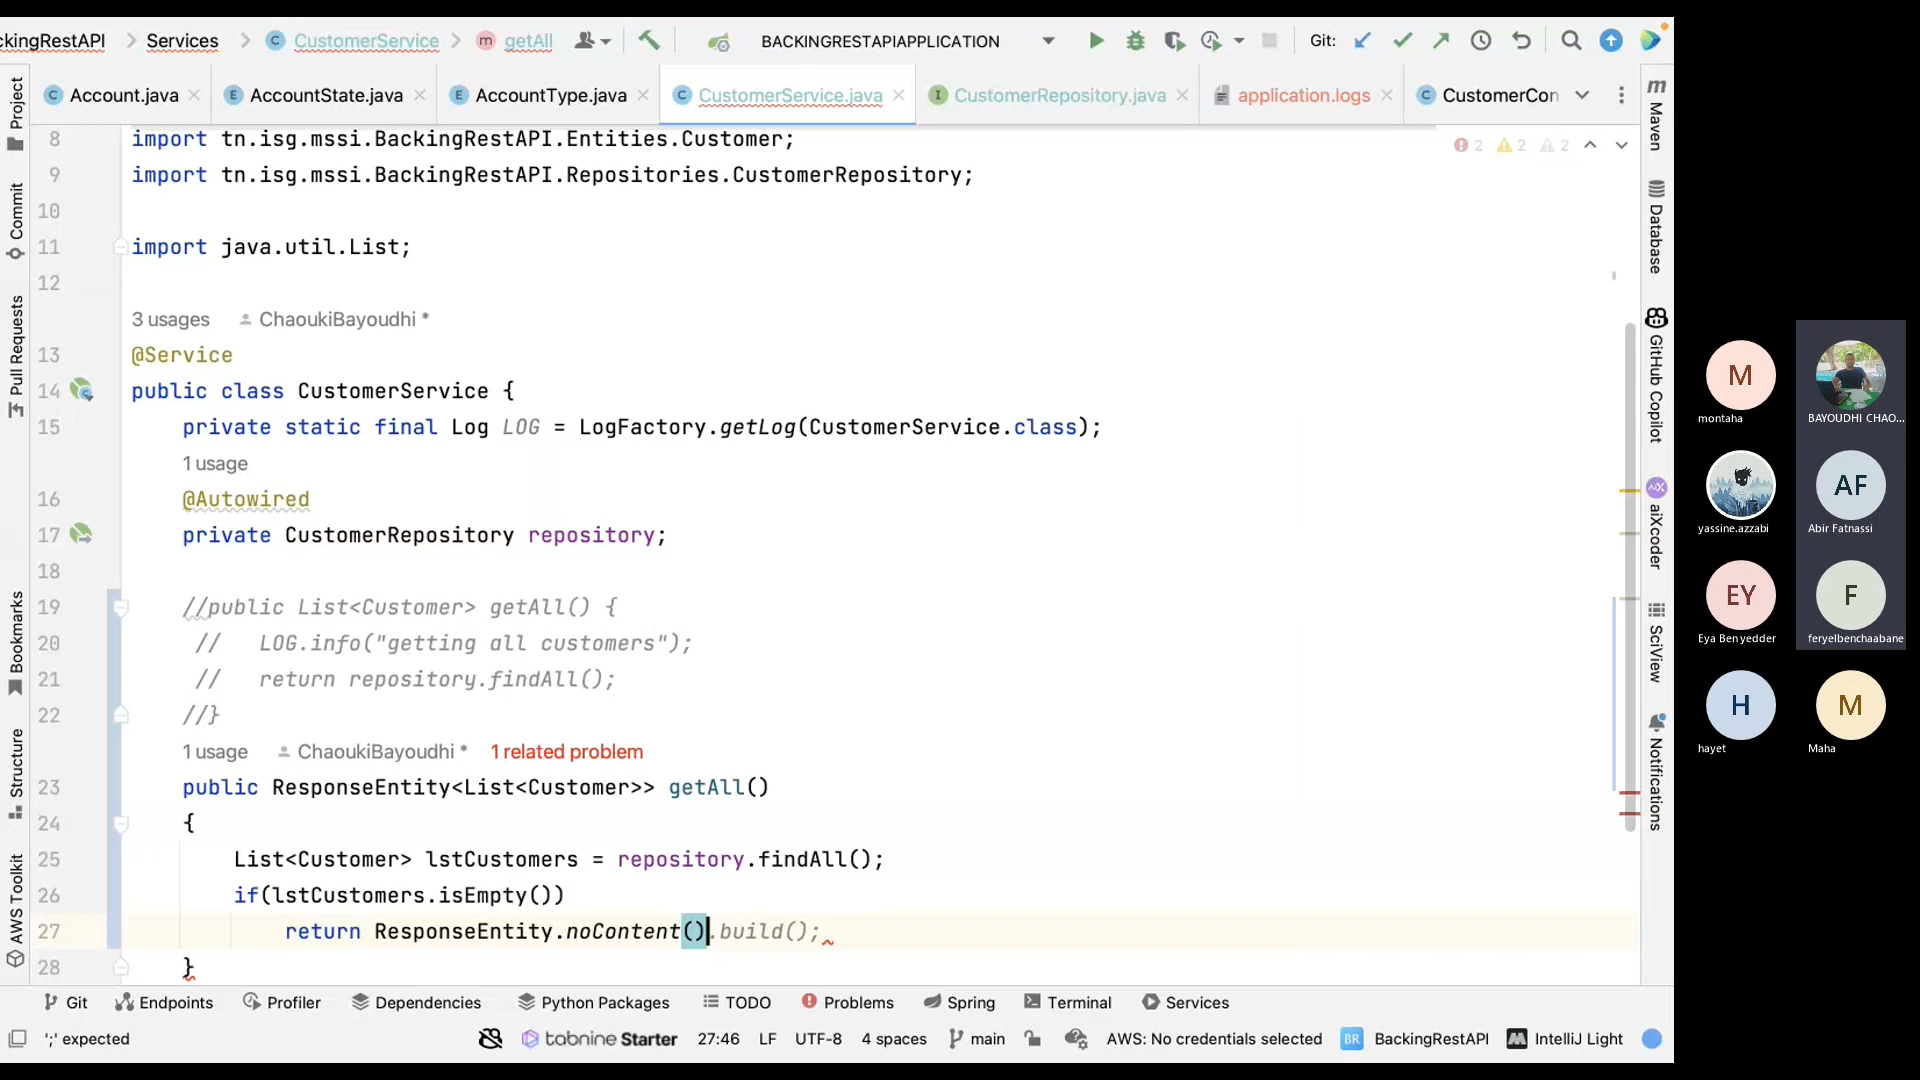 ckingRestAPI > Services > C CustomerService > m getAll BACKINGRESTAPIAPPLICATION Git:
C Account.java × E AccountState.java × E AccountType.java × C CustomerService.java × I CustomerRepository.java × application.logs × C CustomerCon
8 import tn.isg.mssi.BackingRestAPI.Entities.Customer;
2 2 2
9 import tn.isg.mssi.BackingRestAPI.Repositories.CustomerRepository;
10
11 import java.util.List;
12
3 usages ChaoukiBayoudhi *
13 @Service
14 public class CustomerService {
15 private static final Log LOG = LogFactory.getLog(CustomerService.class);
1 usage
16 @Autowired
17 private CustomerRepository repository;
18
19 //public List<Customer> getAll() {
20 // LOG.info("getting all customers");
21 // return repository.findAll();
22 //}
1 usage ChaoukiBayoudhi * 1 related problem
23 public ResponseEntity<List<Customer>> getAll()
24 {
25 List<Customer> lstCustomers = repository.findAll();
26 if(lstCustomers.isEmpty())
27 return ResponseEntity.noContent().build();
28 }
Project
Commit
Pull Requests
Bookmarks
Structure
AWS Toolkit
m Maven
Database
GitHub Copilot
aiXcoder
SciView
Notifications
Git Endpoints Profiler Dependencies Python Packages TODO Problems Spring Terminal Services
';' expected tabnine Starter 27:46 LF UTF-8 4 spaces main AWS: No credentials selected BR BackingRestAPI IntelliJ Light
M
montaha
BAYOUDHI CHAO...
yassine.azzabi
AF
Abir Fatnassi
EY
Eya Benyedder
F
feryelbenchaabane
H
hayet
M
Maha